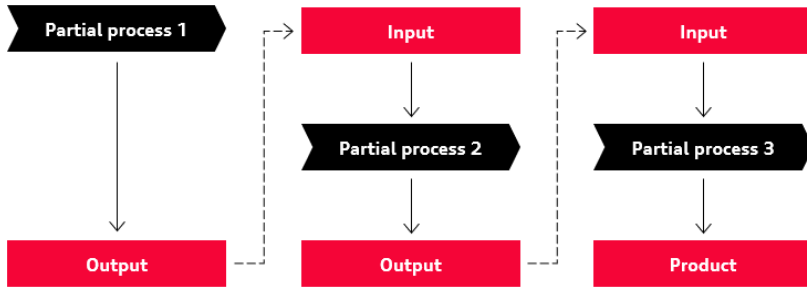 Partial process 1
Input
Input
Partial process 2
Partial process 3
Output
Output
Product